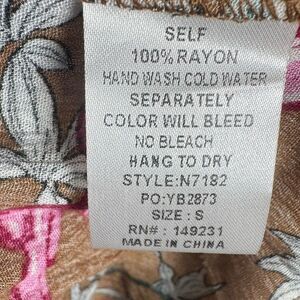 SELF
100% RAYON
HAND WASH COLD WATER
SEPARATELY
COLOR WILL BLEED
NO BLEACH
HANG TO DRY
STYLE:N7182
PO:YB2873
SIZE : S
RN# : 149231
MADE IN CHINA